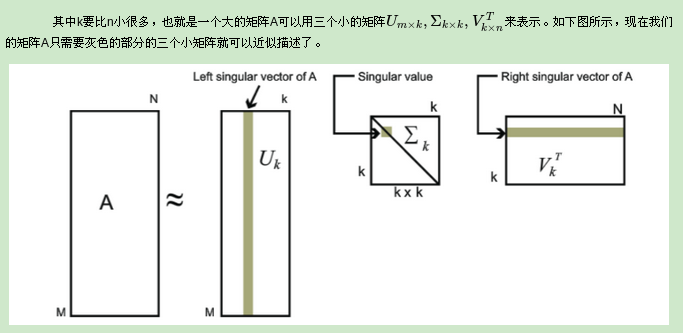 其中k要比n小很多，也就是一个大的矩阵A可以用三个小的矩阵U_{m×k}, Σ_{k×k}, V^T_{k×n}来表示。如下图所示，现在我们
的矩阵A只需要灰色的部分的三个小矩阵就可以近似描述了。
Left singular vector of A
Singular value
Right singular vector of A
N
k
k
N
A
≈
U_k
Σ_k
V_k^T
k
k
k x k
M
M